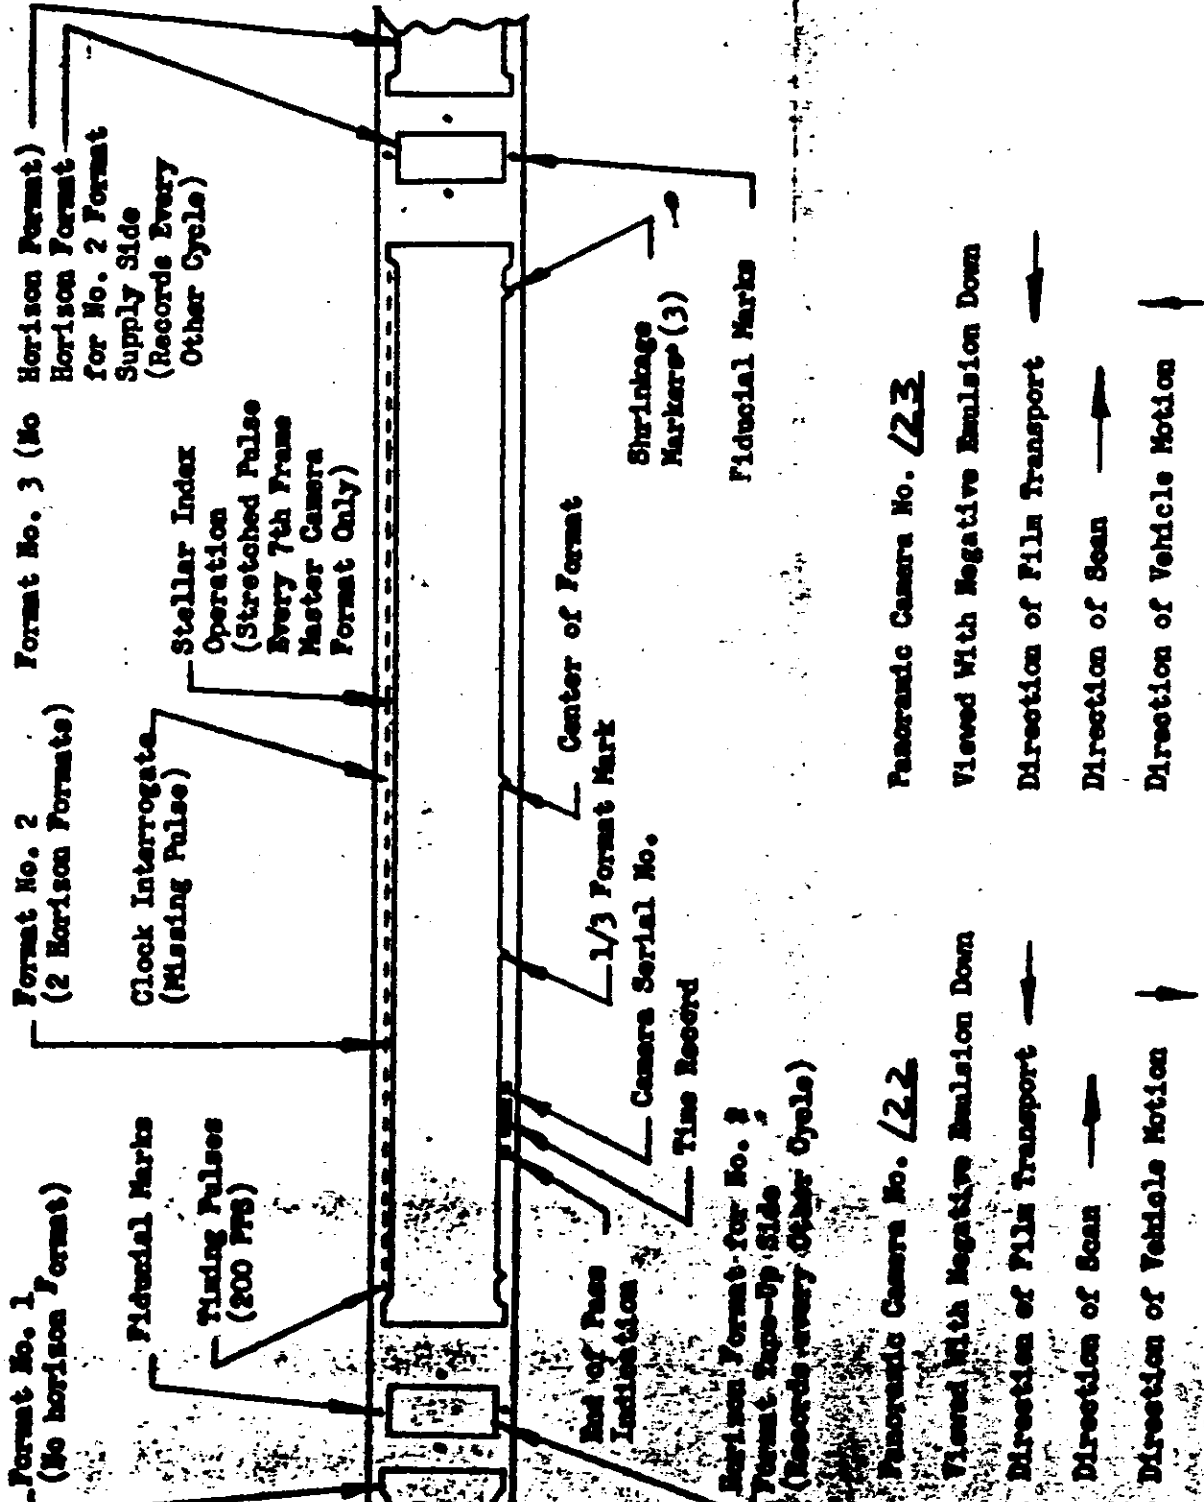 Format No. 1
(No horizon Format)
Format No. 2
(2 Horizon Formats)
Format No. 3 (No Horizon Format)
Horizon Format
for No. 2 Format
Supply Side
(Records Every
Other Cycle)
Fiducial Marks
Timing Pulses
(200 PPS)
Clock Interrogate
(Missing Pulse)
Stellar Index
Operation
(Stretched Pulse
Every 7th Frame
Master Camera
Format Only)
End of Pass
Indication
Time Record
Camera Serial No.
1/3 Format Mark
Center of Format
Shrinkage
Markers (3)
Fiducial Marks
Horizon Format for No. 2
Format Take-Up Side
(Records every Other Cycle)
Panoramic Camera No. 122
Viewed With Negative Emulsion Down
Direction of Film Transport
Direction of Scan
Direction of Vehicle Motion
Panoramic Camera No. 123
Viewed With Negative Emulsion Down
Direction of Film Transport
Direction of Scan
Direction of Vehicle Motion